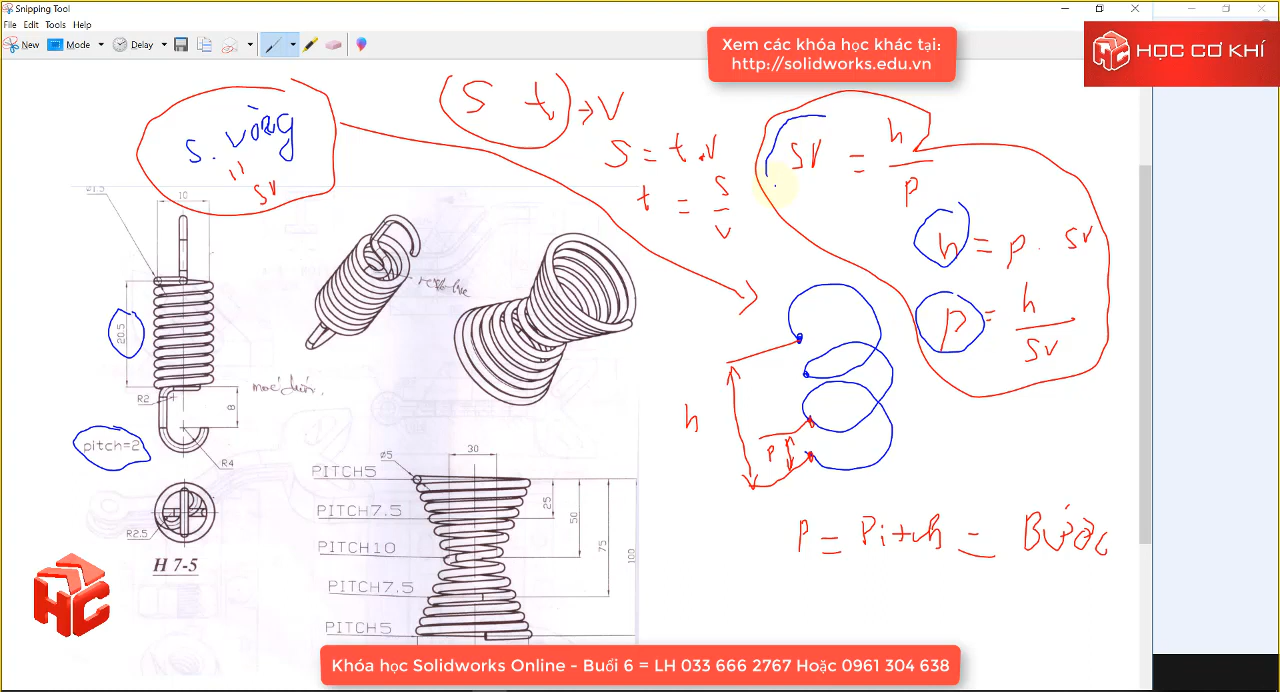 Snipping Tool
File Edit Tools Help
New Mode Delay
Xem các khóa học khác tại:
http://solidworks.edu.vn
HỌC CƠ KHÍ
S. vòng
=
SV
S t → V
S = t . V
t = S / V
SV = h / P
h = p . SV
P = h / SV
h
P
P = Pitch = Bước
Ø1.5
10
20.5
R2
8
pitch=2
R4
R2.5
H 7-5
móc dưới.
PITCH5
Ø5
30
PITCH7.5
PITCH10
PITCH7.5
PITCH5
25
50
75
100
HC
Khóa học Solidworks Online - Buổi 6 = LH 033 666 2767 Hoặc 0961 304 638